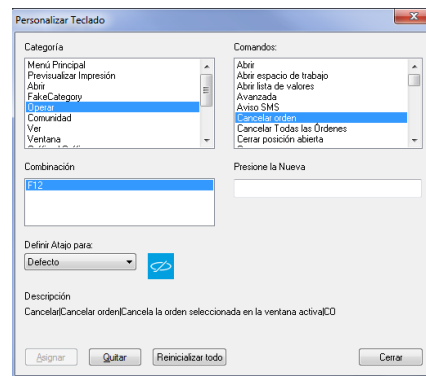 Personalizar Teclado
Categoría
Menú Principal
Previsualizar Impresión
Abrir
FakeCategory
Operar
Comunidad
Ver
Ventana
Comandos:
Abrir
Abrir espacio de trabajo
Abrir lista de valores
Avanzada
Aviso SMS
Cancelar orden
Cancelar Todas las Órdenes
Cerrar posición abierta
Combinación
F12
Presione la Nueva
Definir Atajo para:
Defecto
Descripción
Cancelar|Cancelar orden|Cancela la orden seleccionada en la ventana activa|CO
Asignar
Quitar
Reinicializar todo
Cerrar